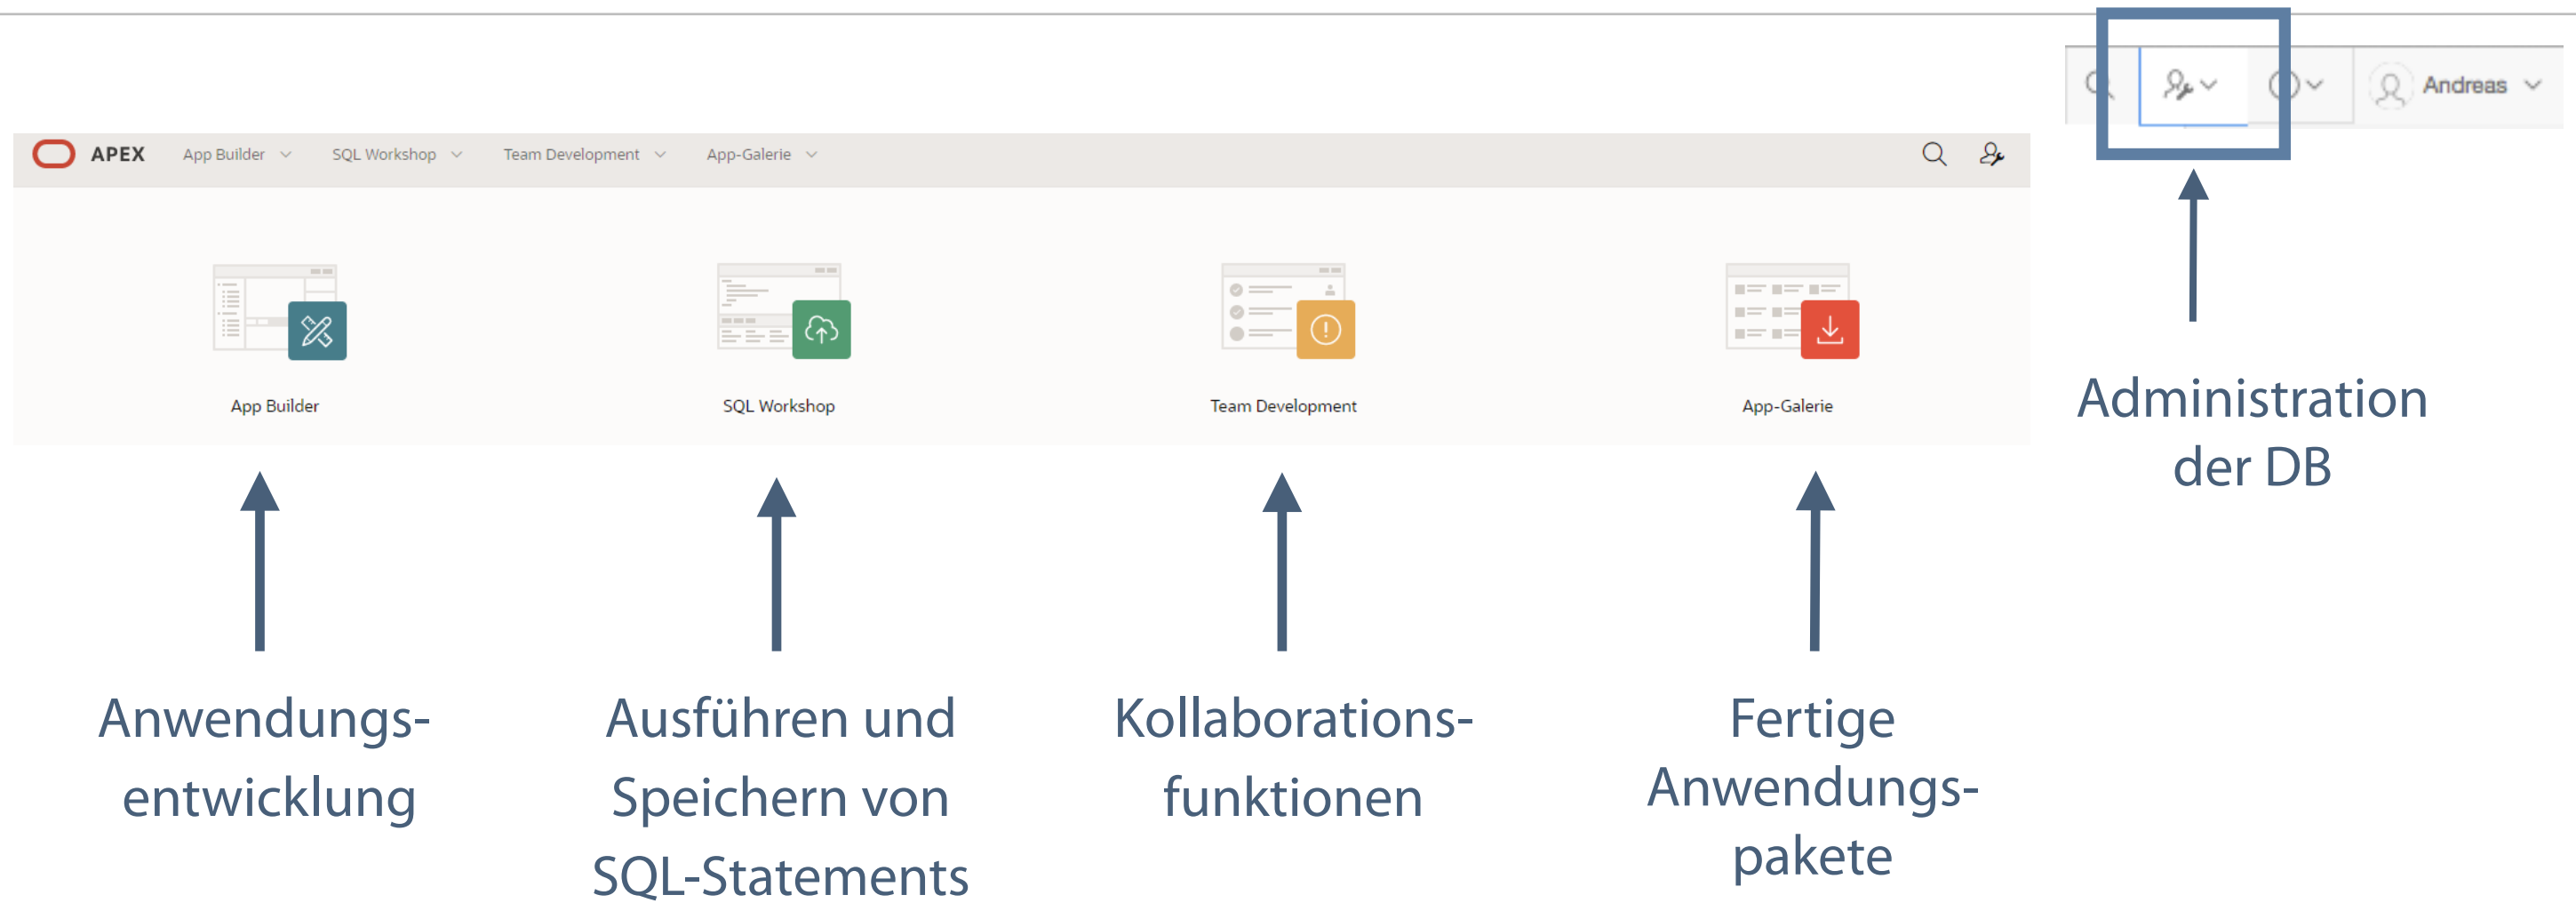 Andreas
APEX App Builder SQL Workshop Team Development App-Galerie
App Builder SQL Workshop Team Development App-Galerie
Administration
der DB
Anwendungs-
entwicklung
Ausführen und
Speichern von
SQL-Statements
Kollaborations-
funktionen
Fertige
Anwendungs-
pakete